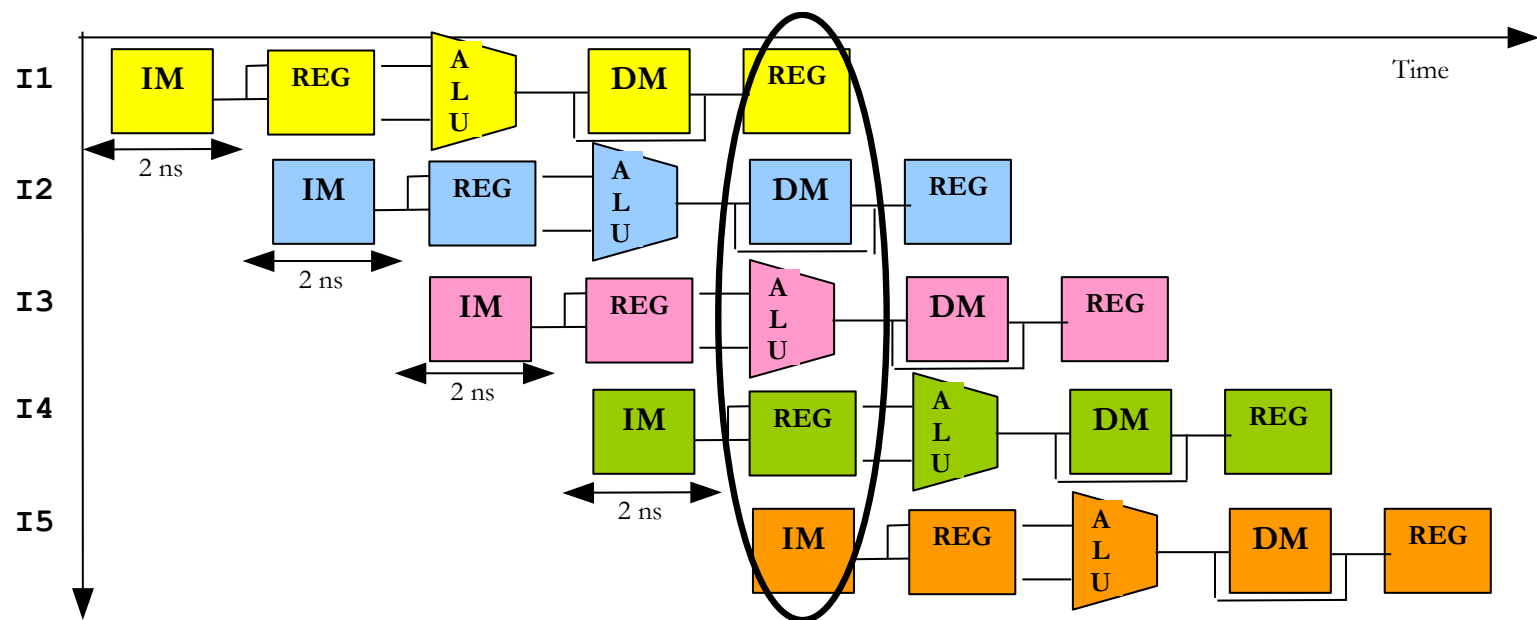 Time
I1 IM REG A L U DM REG
2 ns
I2 IM REG A L U DM REG
2 ns
I3 IM REG A L U DM REG
2 ns
I4 IM REG A L U DM REG
2 ns
I5 IM REG A L U DM REG